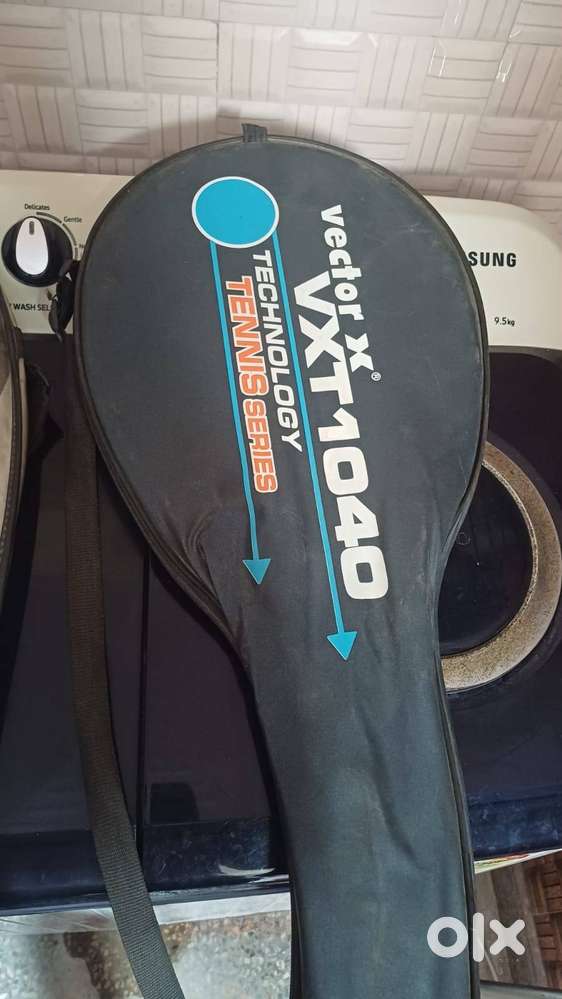 Delicates
Gentle
WASH SEL
SUNG
9.5kg
vector x®
VXT1040
TECHNOLOGY
TENNIS SERIES
olx